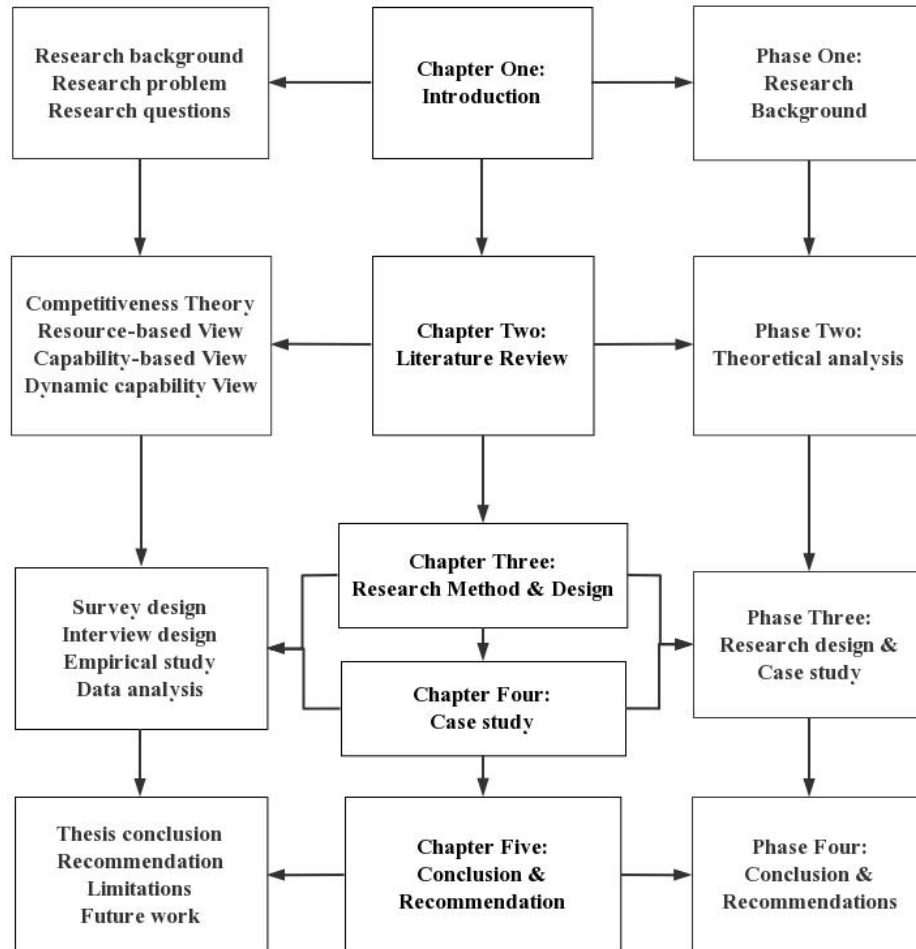 Research background
Research problem
Research questions
Chapter One:
Introduction
Phase One:
Research
Background
Competitiveness Theory
Resource-based View
Capability-based View
Dynamic capability View
Chapter Two:
Literature Review
Phase Two:
Theoretical analysis
Survey design
Interview design
Empirical study
Data analysis
Chapter Three:
Research Method & Design
Chapter Four:
Case study
Phase Three:
Research design &
Case study
Thesis conclusion
Recommendation
Limitations
Future work
Chapter Five:
Conclusion &
Recommendation
Phase Four:
Conclusion &
Recommendations